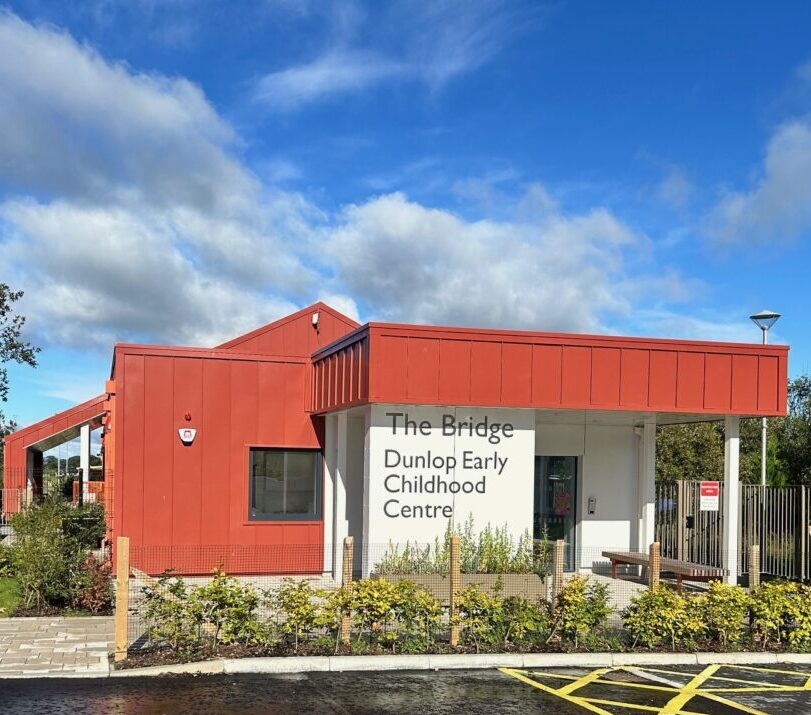 The Bridge
Dunlop Early
Childhood
Centre